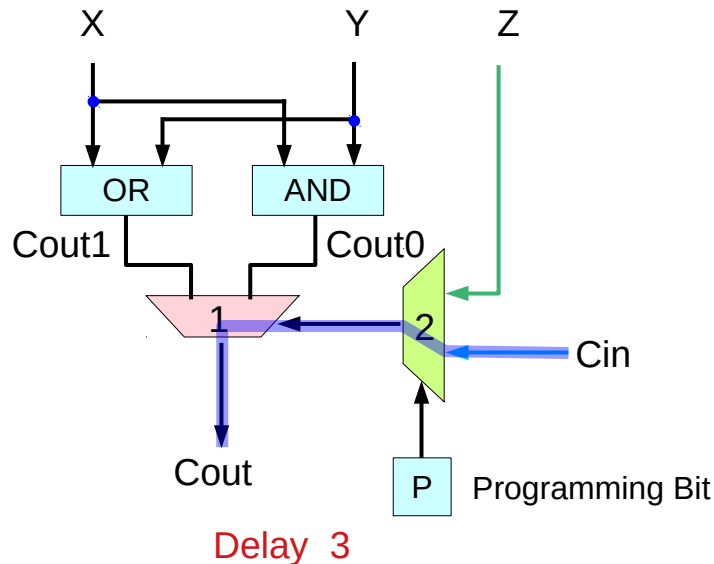 X Y Z
OR AND
Cout1 Cout0
1 2
Cin
Cout
P Programming Bit
Delay 3